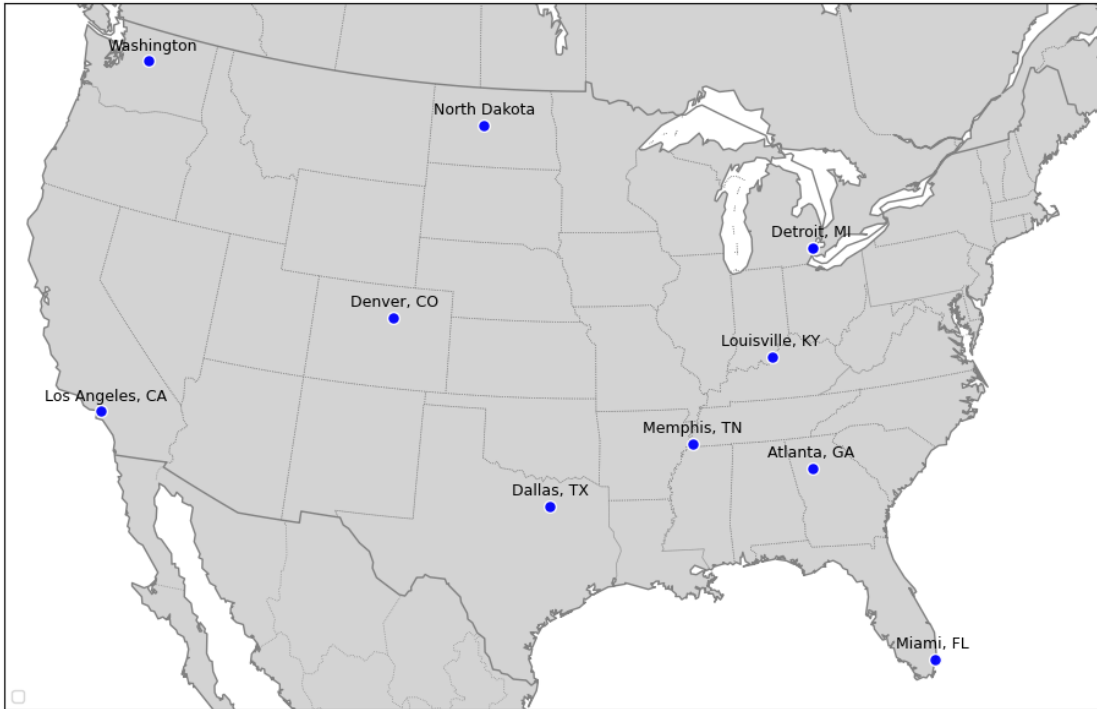 Washington
North Dakota
Detroit, MI
Denver, CO
Louisville, KY
Los Angeles, CA
Memphis, TN
Atlanta, GA
Dallas, TX
Miami, FL